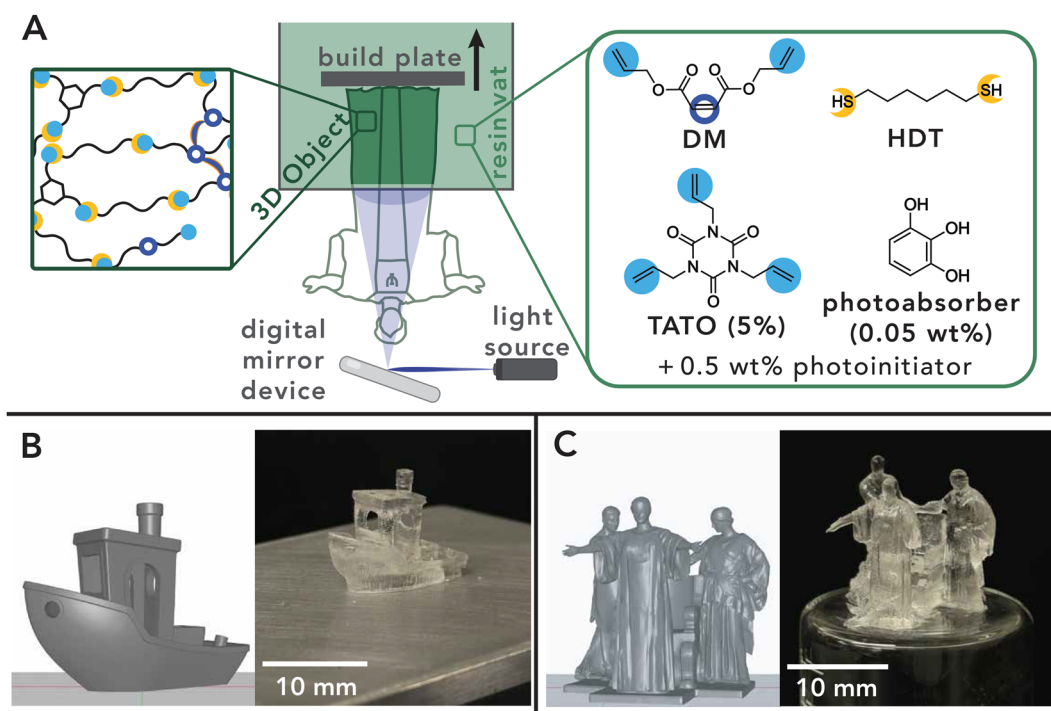 A
build plate
resin vat
3D Object
digital
mirror
device
light
source
DM
HS
SH
HDT
O
O
O
O
N
O
O
N
N
O
TATO (5%)
OH
OH
OH
photoabsorber
(0.05 wt%)
+ 0.5 wt% photoinitiator
B
10 mm
C
10 mm